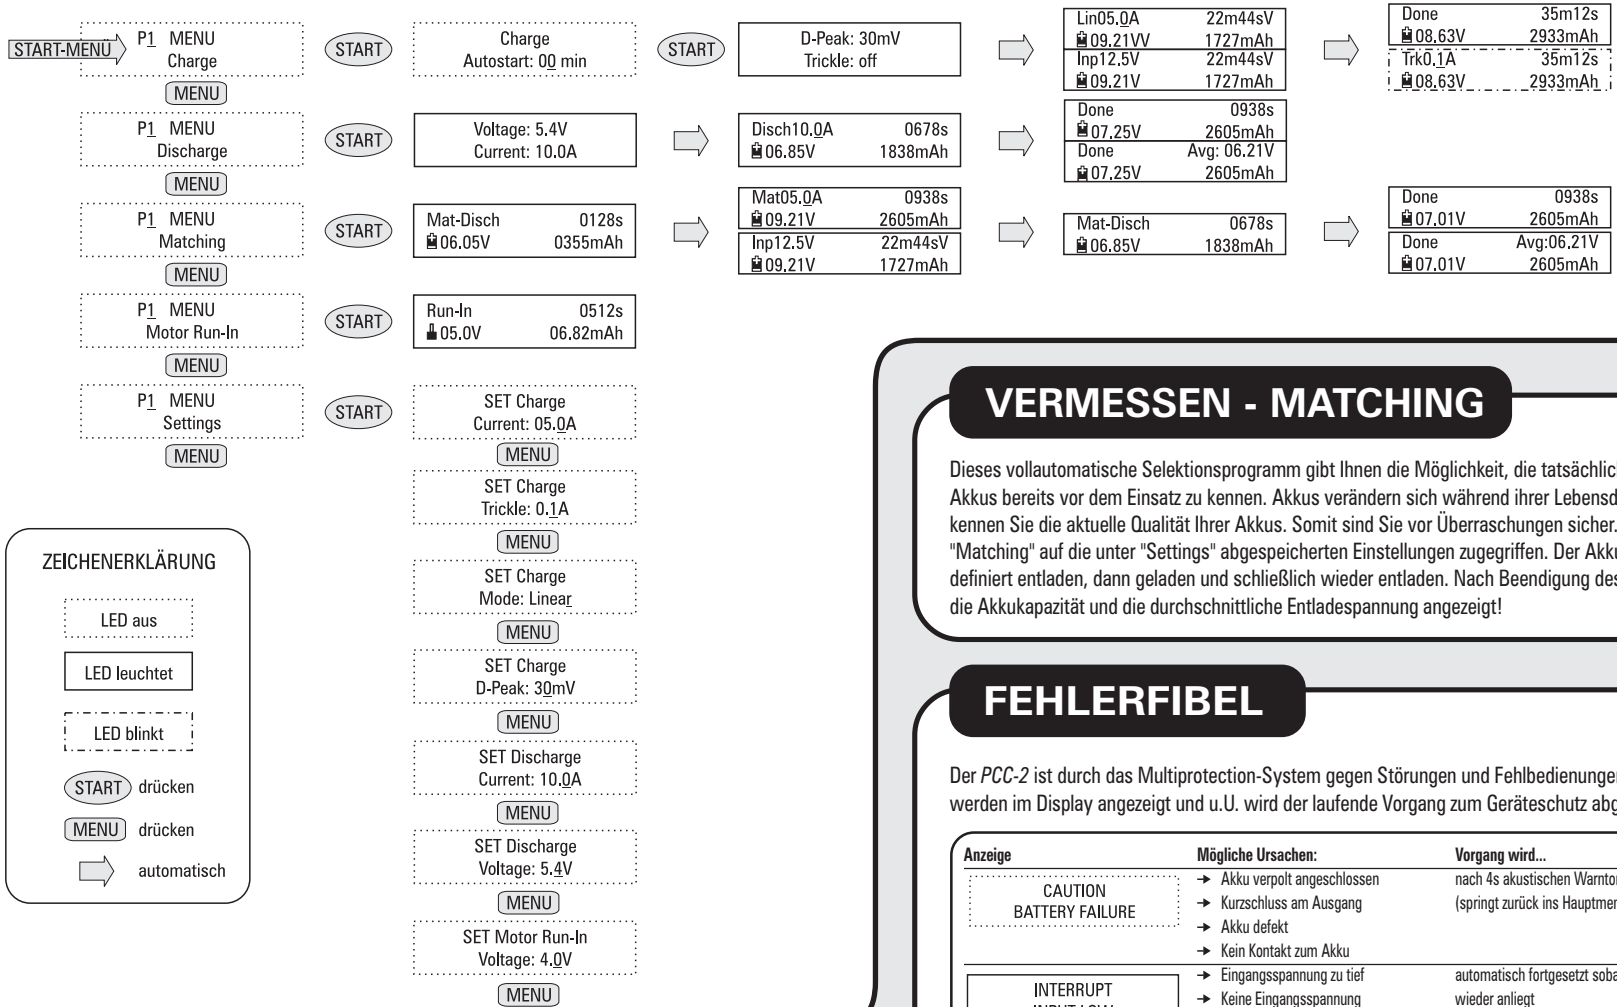 START-MENÜ
P1 MENU
Charge
START
Charge
Autostart: 00 min
START
D-Peak: 30mV
Trickle: off
Lin05.0A 22m44sV
09.21VV 1727mAh
Inp12,5V 22m44sV
09.21V 1727mAh
Done 35m12s
08.63V 2933mAh
Trk0.1A 35m12s
08.63V 2933mAh
MENU
P1 MENU
Discharge
START
Voltage: 5.4V
Current: 10.0A
Disch10.0A 0678s
06.85V 1838mAh
Done 0938s
07.25V 2605mAh
Done Avg: 06.21V
07.25V 2605mAh
MENU
P1 MENU
Matching
START
Mat-Disch 0128s
06.05V 0355mAh
Mat05.0A 0938s
09.21V 2605mAh
Inp12.5V 22m44sV
09.21V 1727mAh
Mat-Disch 0678s
06.85V 1838mAh
Done 0938s
07.01V 2605mAh
Done Avg:06.21V
07.01V 2605mAh
MENU
P1 MENU
Motor Run-In
START
Run-In 0512s
05.0V 06.82mAh
MENU
P1 MENU
Settings
START
SET Charge
Current: 05.0A
MENU
MENU
SET Charge
Trickle: 0.1A
MENU
SET Charge
Mode: Linear
MENU
SET Charge
D-Peak: 30mV
MENU
SET Discharge
Current: 10.0A
MENU
SET Discharge
Voltage: 5.4V
MENU
SET Motor Run-In
Voltage: 4.0V
MENU
ZEICHENERKLÄRUNG
LED aus
LED leuchtet
LED blinkt
START drücken
MENU drücken
automatisch
VERMESSEN - MATCHING
Dieses vollautomatische Selektionsprogramm gibt Ihnen die Möglichkeit, die
Akkus bereits vor dem Einsatz zu kennen. Akkus verändern sich während ihrer
kennen Sie die aktuelle Qualität Ihrer Akkus. Somit sind Sie vor Überraschungen sicher.
"Matching" auf die unter "Settings" abgespeicherten Einstellungen zugegriffen. Der
definiert entladen, dann geladen und schließlich wieder entladen. Nach Beendigung des
die Akkukapazität und die durchschnittliche Entladespannung angezeigt!
FEHLERFIBEL
Der PCC-2 ist durch das Multiprotection-System gegen Störungen und
werden im Display angezeigt und u.U. wird der laufende Vorgang zum Geräteschutz
Anzeige Mögliche Ursachen: Vorgang wird...
CAUTION
BATTERY FAILURE
→ Akku verpolt angeschlossen
→ Kurzschluss am Ausgang
→ Akku defekt
→ Kein Kontakt zum Akku
nach 4s akustischen
(springt zurück ins
INTERRUPT
→ Eingangsspannung zu tief
→ Keine Eingangsspannung
automatisch fortgesetzt
wieder anliegt